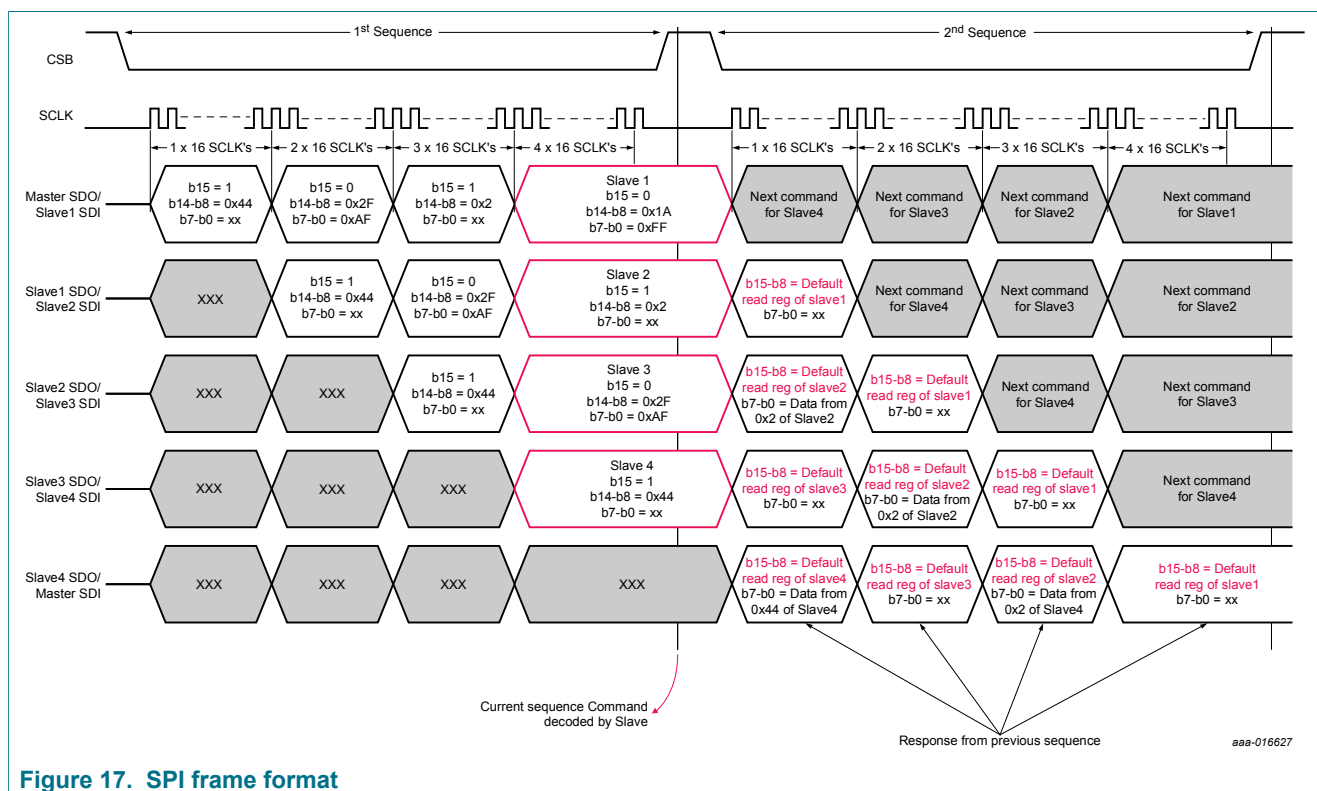 1st Sequence
2nd Sequence
CSB
SCLK
1 x 16 SCLK's
2 x 16 SCLK's
3 x 16 SCLK's
4 x 16 SCLK's
1 x 16 SCLK's
2 x 16 SCLK's
3 x 16 SCLK's
4 x 16 SCLK's
Master SDO/
Slave1 SDI
b15 = 1
b14-b8 = 0x44
b7-b0 = xx
b15 = 0
b14-b8 = 0x2F
b7-b0 = 0xAF
b15 = 1
b14-b8 = 0x2
b7-b0 = xx
Slave 1
b15 = 0
b14-b8 = 0x1A
b7-b0 = 0xFF
Next command
for Slave4
Next command
for Slave3
Next command
for Slave2
Next command
for Slave1
Slave1 SDO/
Slave2 SDI
XXX
b15 = 1
b14-b8 = 0x44
b7-b0 = xx
b15 = 0
b14-b8 = 0x2F
b7-b0 = 0xAF
Slave 2
b15 = 1
b14-b8 = 0x2
b7-b0 = xx
b15-b8 = Default
read reg of slave1
b7-b0 = xx
Next command
for Slave4
Next command
for Slave3
Next command
for Slave2
Slave2 SDO/
Slave3 SDI
XXX
XXX
b15 = 1
b14-b8 = 0x44
b7-b0 = xx
Slave 3
b15 = 0
b14-b8 = 0x2F
b7-b0 = 0xAF
b15-b8 = Default
read reg of slave2
b7-b0 = Data from
0x2 of Slave2
b15-b8 = Default
read reg of slave1
b7-b0 = xx
Next command
for Slave4
Next command
for Slave3
Slave3 SDO/
Slave4 SDI
XXX
XXX
XXX
Slave 4
b15 = 1
b14-b8 = 0x44
b7-b0 = xx
b15-b8 = Default
read reg of slave3
b7-b0 = xx
b15-b8 = Default
read reg of slave2
b7-b0 = Data from
0x2 of Slave2
b15-b8 = Default
read reg of slave1
b7-b0 = xx
Next command
for Slave4
Slave4 SDO/
Master SDI
XXX
XXX
XXX
XXX
b15-b8 = Default
read reg of slave4
b7-b0 = Data from
0x44 of Slave4
b15-b8 = Default
read reg of slave3
b7-b0 = xx
b15-b8 = Default
read reg of slave2
b7-b0 = Data from
0x2 of Slave4
b15-b8 = Default
read reg of slave1
b7-b0 = xx
Current sequence Command
decoded by Slave
Response from previous sequence
aaa-016627
Figure 17. SPI frame format